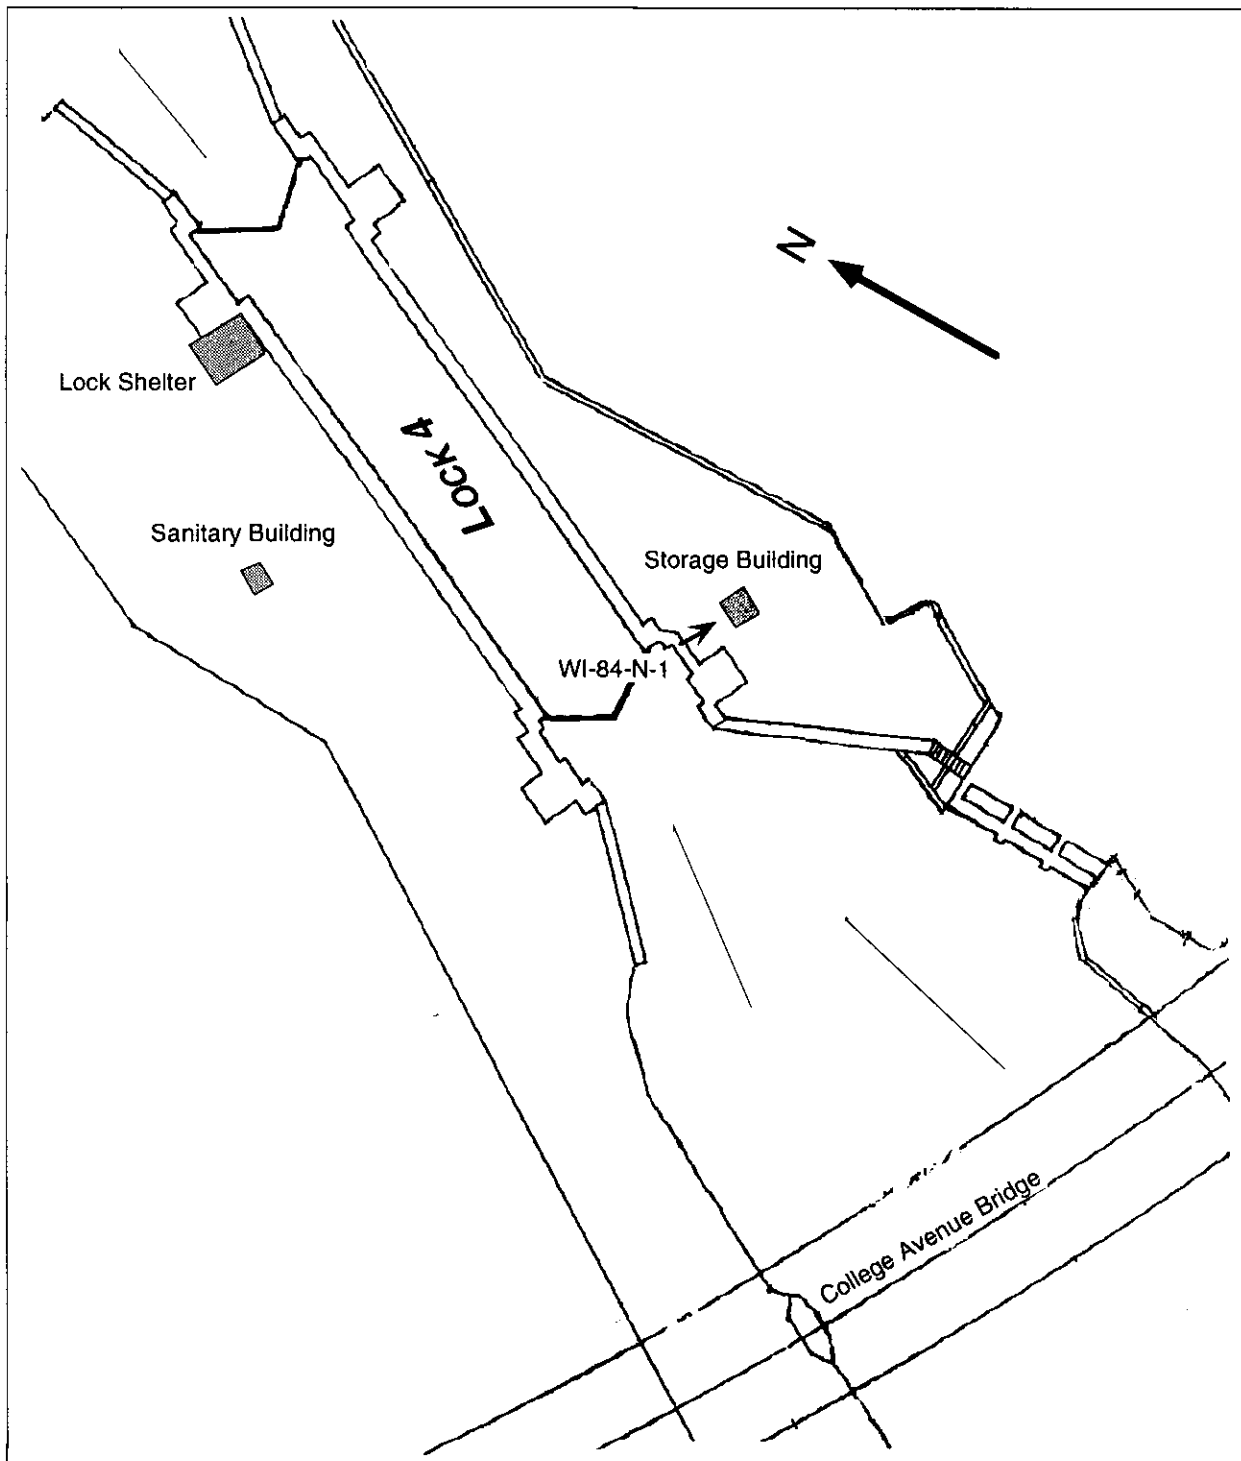 N
Lock Shelter
LOCK 4
Sanitary Building
Storage Building
WI-84-N-1
College Avenue Bridge